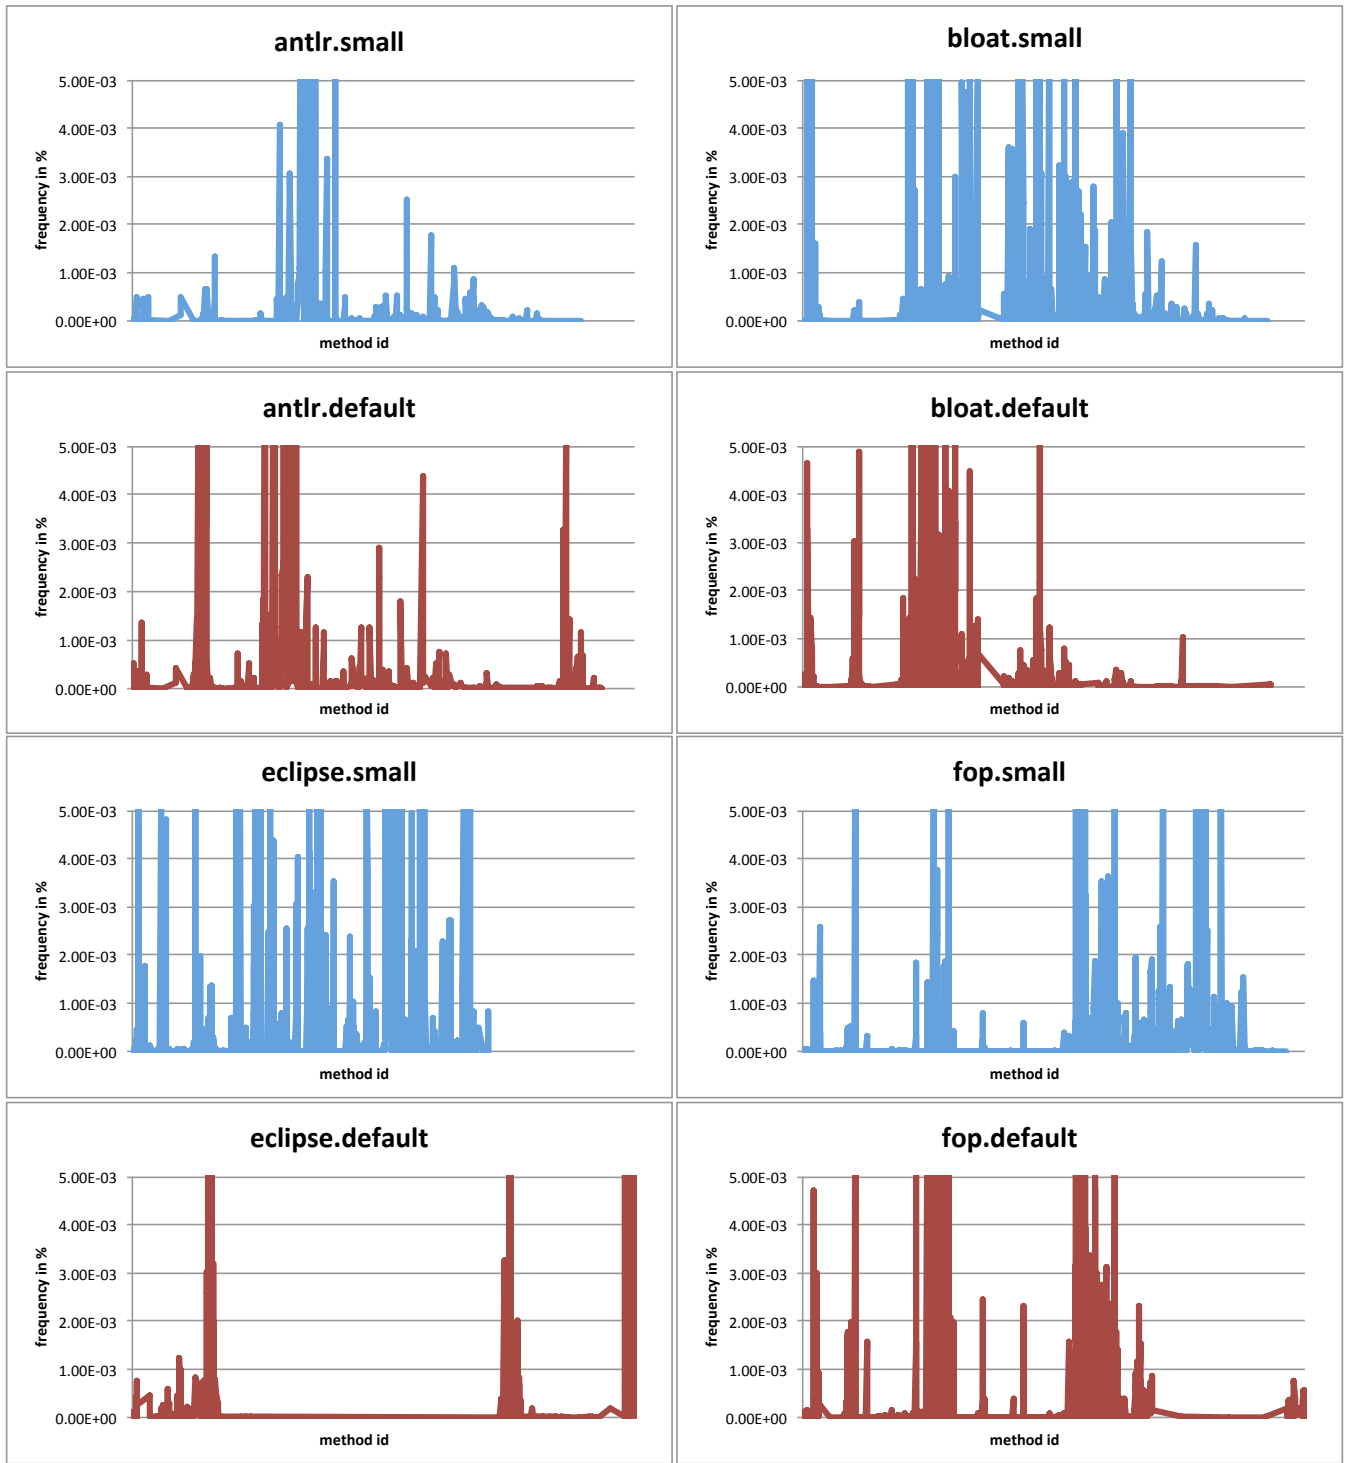 antlr.small
frequency in %
5.00E-03
4.00E-03
3.00E-03
2.00E-03
1.00E-03
0.00E+00
method id
bloat.small
frequency in %
5.00E-03
4.00E-03
3.00E-03
2.00E-03
1.00E-03
0.00E+00
method id
antlr.default
frequency in %
5.00E-03
4.00E-03
3.00E-03
2.00E-03
1.00E-03
0.00E+00
method id
bloat.default
frequency in %
5.00E-03
4.00E-03
3.00E-03
2.00E-03
1.00E-03
0.00E+00
method id
eclipse.small
frequency in %
5.00E-03
4.00E-03
3.00E-03
2.00E-03
1.00E-03
0.00E+00
method id
fop.small
frequency in %
5.00E-03
4.00E-03
3.00E-03
2.00E-03
1.00E-03
0.00E+00
method id
eclipse.default
frequency in %
5.00E-03
4.00E-03
3.00E-03
2.00E-03
1.00E-03
0.00E+00
method id
fop.default
frequency in %
5.00E-03
4.00E-03
3.00E-03
2.00E-03
1.00E-03
0.00E+00
method id